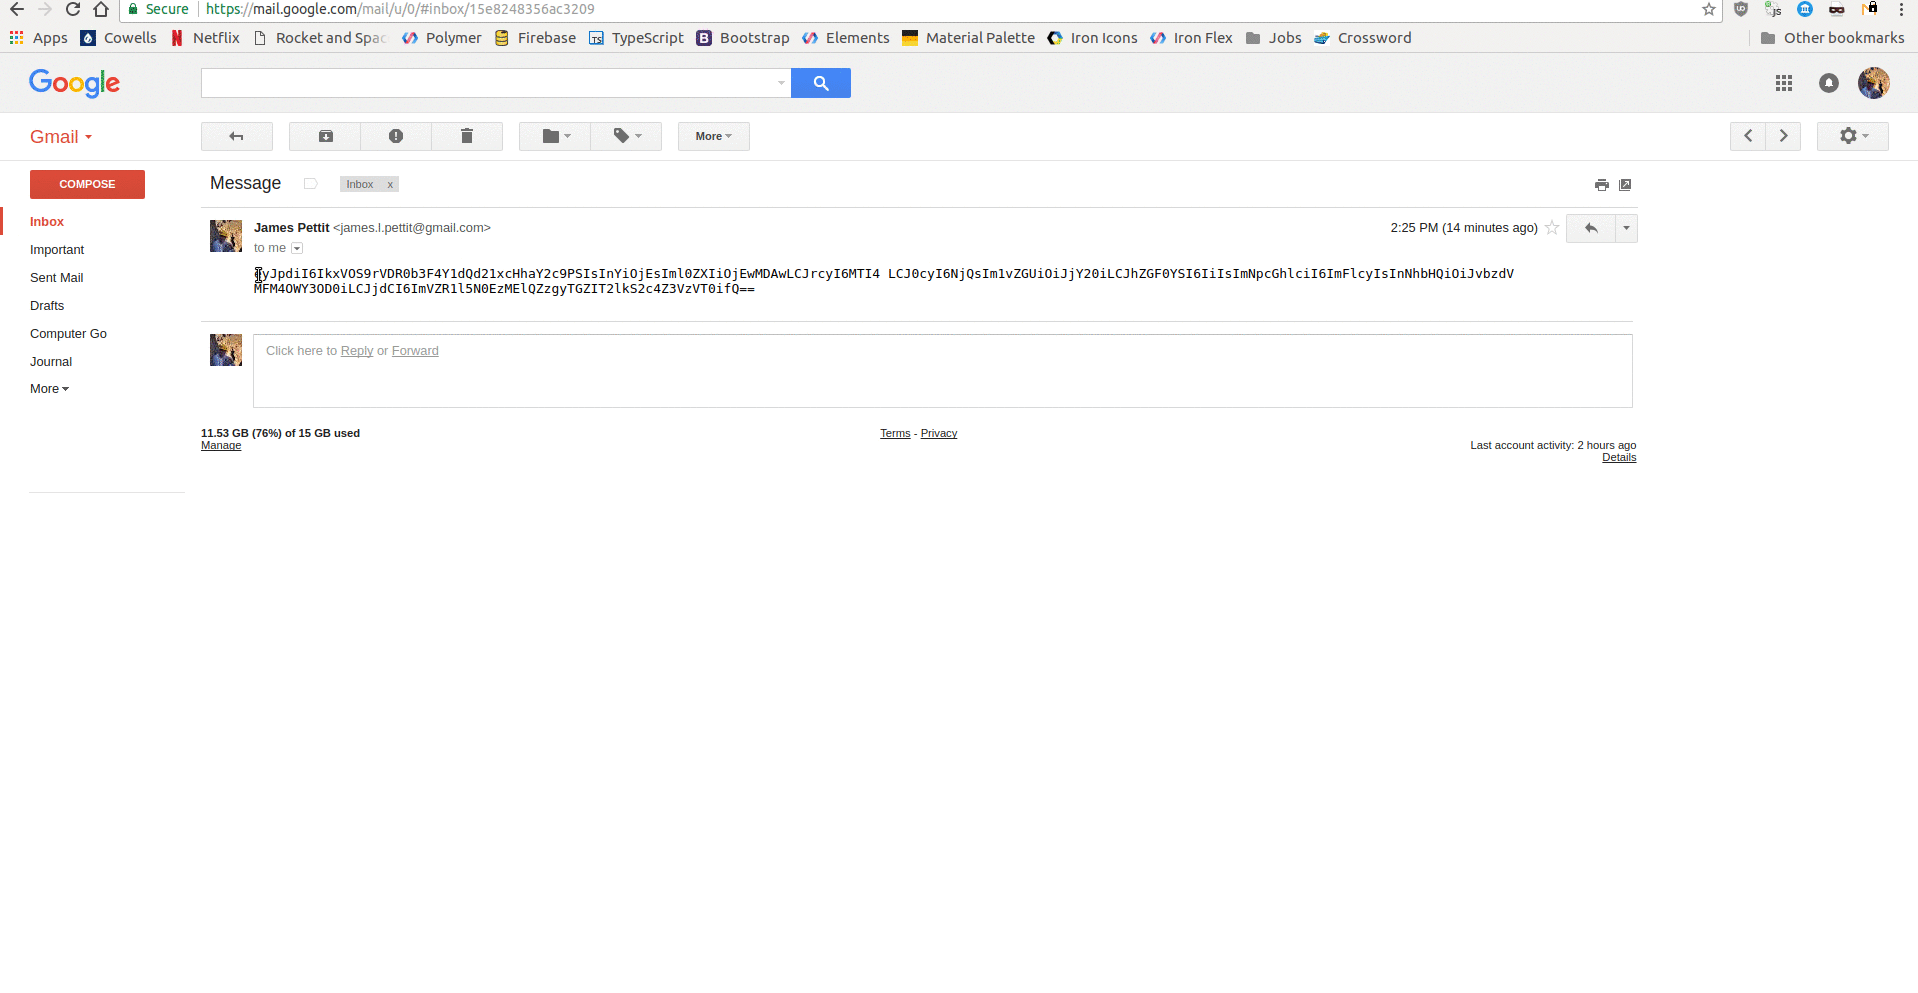 Secure https://mail.google.com/mail/u/0/#inbox/15e8248356ac3209
Apps Cowells Netflix Rocket and Spac Polymer Firebase TypeScript Bootstrap Elements Material Palette Iron Icons Iron Flex Jobs Crossword Other bookmarks
Google
Gmail
More
COMPOSE
Inbox
Important
Sent Mail
Drafts
Computer Go
Journal
More
Message Inbox x
James Pettit <james.l.pettit@gmail.com> 2:25 PM (14 minutes ago)
to me
eyJpdiI6IkxVOS9rVDR0b3F4Y1dQd21xcHhaY2c9PSIsInYiOjEsIml0ZXIiOjEwMDAwLCJrcyI6MTI4 LCJ0cyI6NjQsIm1vZGUiOiJjY20iLCJhZGF0YSI6IiIsImNpcGhlciI6ImFlcyIsInNhbHQiOiJvbzdV
MFM4OWY3OD0iLCJjdCI6ImVZR1l5N0EzMElQZzgyTGZIT2lkS2c4Z3VzVT0ifQ==
Click here to Reply or Forward
11.53 GB (76%) of 15 GB used
Manage
Terms - Privacy
Last account activity: 2 hours ago
Details